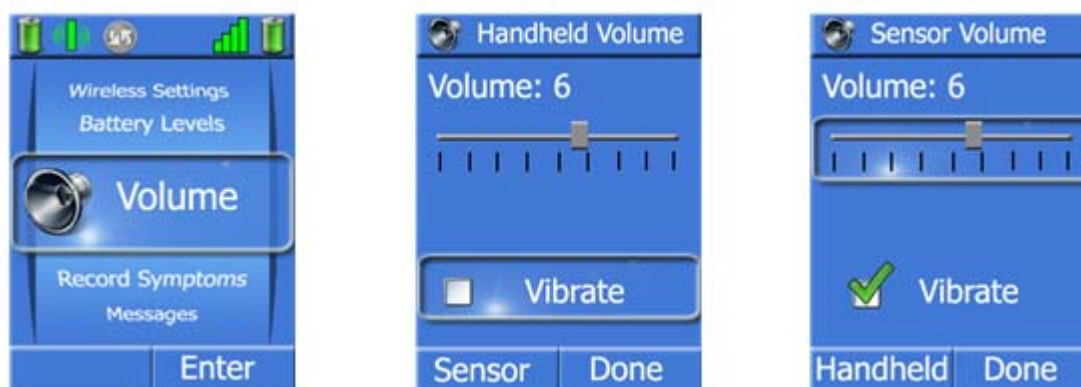 Wireless Settings
Battery Levels
Volume
Record Symptoms
Messages
Enter
Handheld Volume
Volume: 6
Vibrate
Sensor Done
Sensor Volume
Volume: 6
Vibrate
Handheld Done